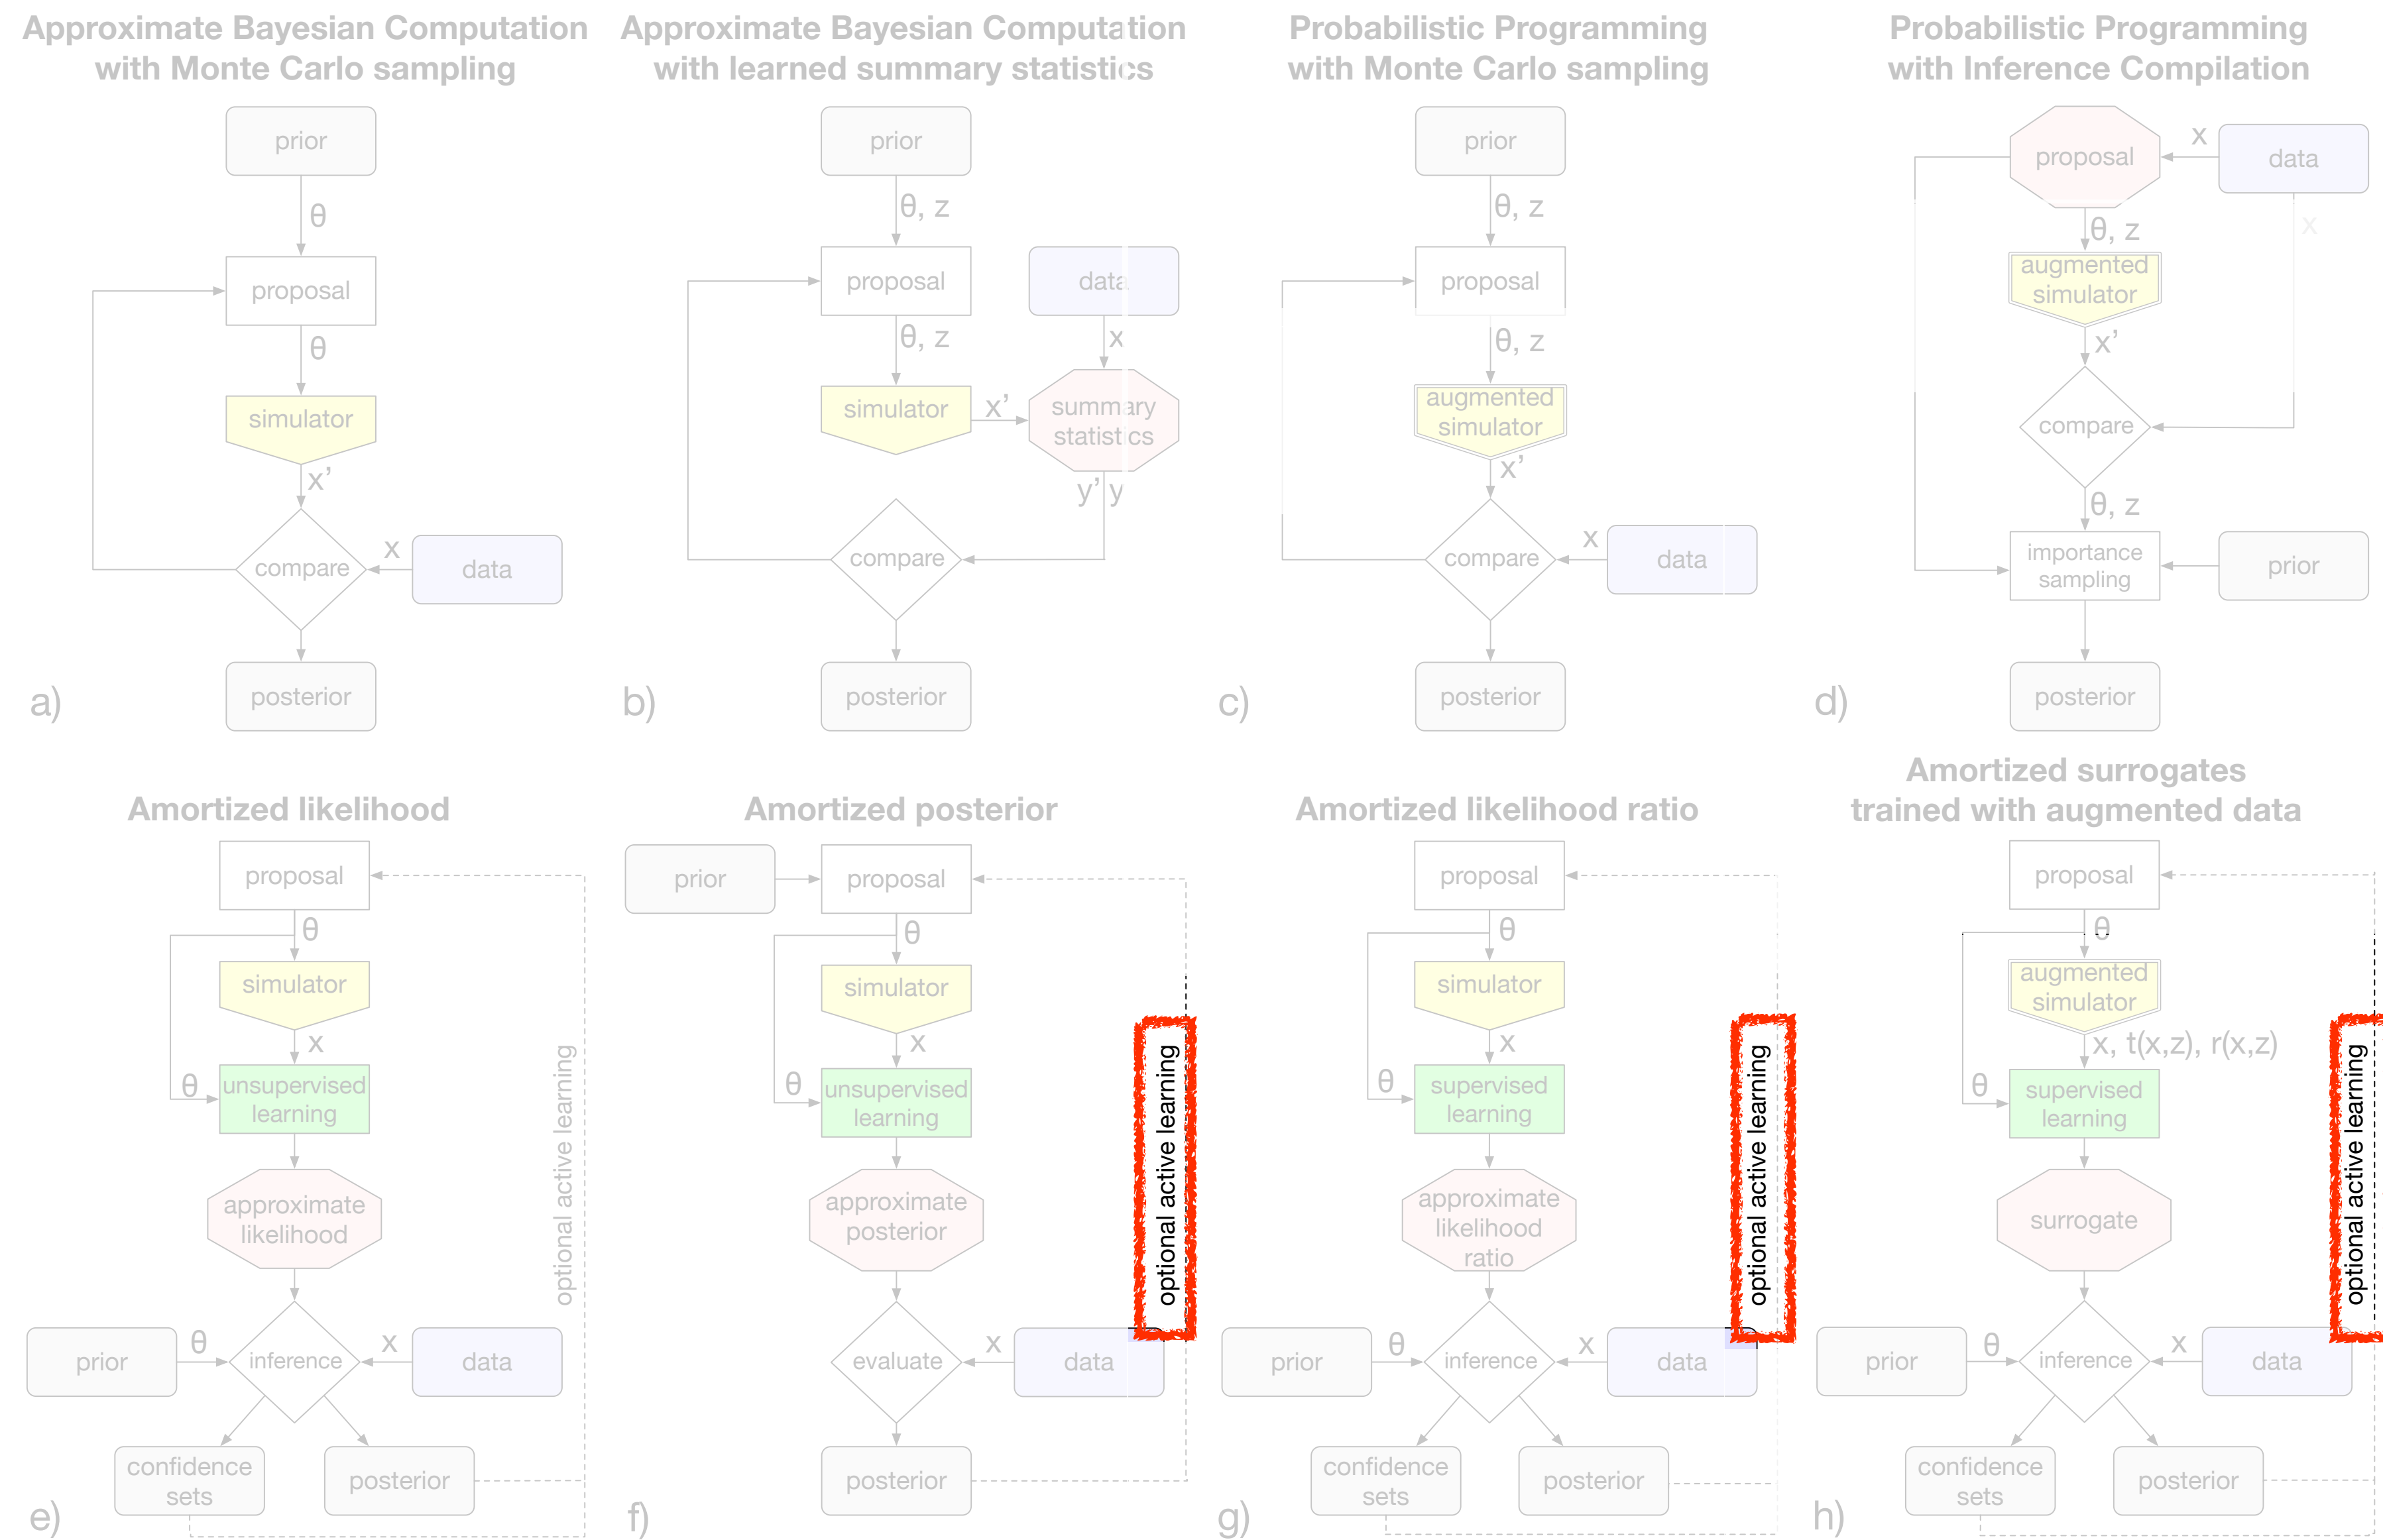 Approximate Bayesian Computation
with Monte Carlo sampling
prior
θ
proposal
θ
simulator
x’
compare
x
data
posterior
a)
Approximate Bayesian Computation
with learned summary statistics
prior
θ, z
proposal
data
θ, z
x
simulator
x’
summary
statistics
y’ y
compare
posterior
b)
Probabilistic Programming
with Monte Carlo sampling
prior
θ, z
proposal
θ, z
augmented
simulator
x’
compare
x
data
posterior
c)
Probabilistic Programming
with Inference Compilation
proposal
x
data
θ, z
x
augmented
simulator
x’
compare
θ, z
importance
sampling
prior
posterior
d)
Amortized likelihood
proposal
θ
simulator
x
θ
unsupervised
learning
approximate
likelihood
optional active learning
prior
θ
inference
x
data
confidence
sets
posterior
e)
Amortized posterior
prior
proposal
θ
simulator
x
θ
unsupervised
learning
approximate
posterior
optional active learning
evaluate
x
data
posterior
f)
Amortized likelihood ratio
proposal
θ
simulator
x
θ
supervised
learning
approximate
likelihood
ratio
optional active learning
prior
θ
inference
x
data
confidence
sets
posterior
g)
Amortized surrogates
trained with augmented data
proposal
θ
augmented
simulator
x, t(x,z), r(x,z)
θ
supervised
learning
surrogate
optional active learning
prior
θ
inference
x
data
confidence
sets
posterior
h)